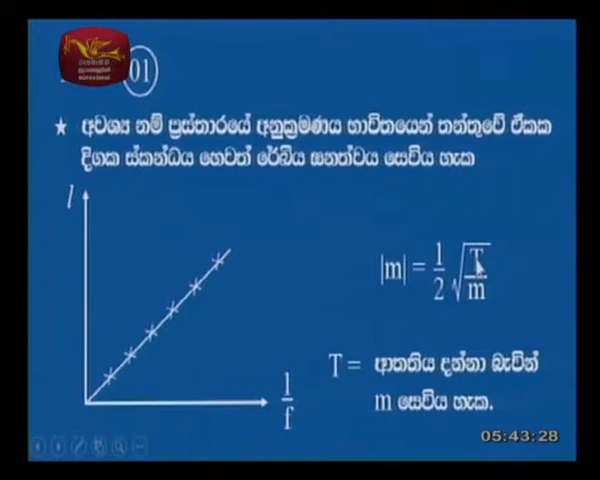 01
★ අවශ්‍ය නම් ප්‍රස්තාරයේ අනුක්‍රමණය භාවිතයෙන් තන්තුවේ ඒකක
දිගක ස්කන්ධය හෙවත් රේඛීය ඝනත්වය සෙවිය හැක
l
|m| = 1/2 √(T/m)
T = ආතතිය දන්නා බැවින්
m සෙවිය හැක.
1/f
05:43:28